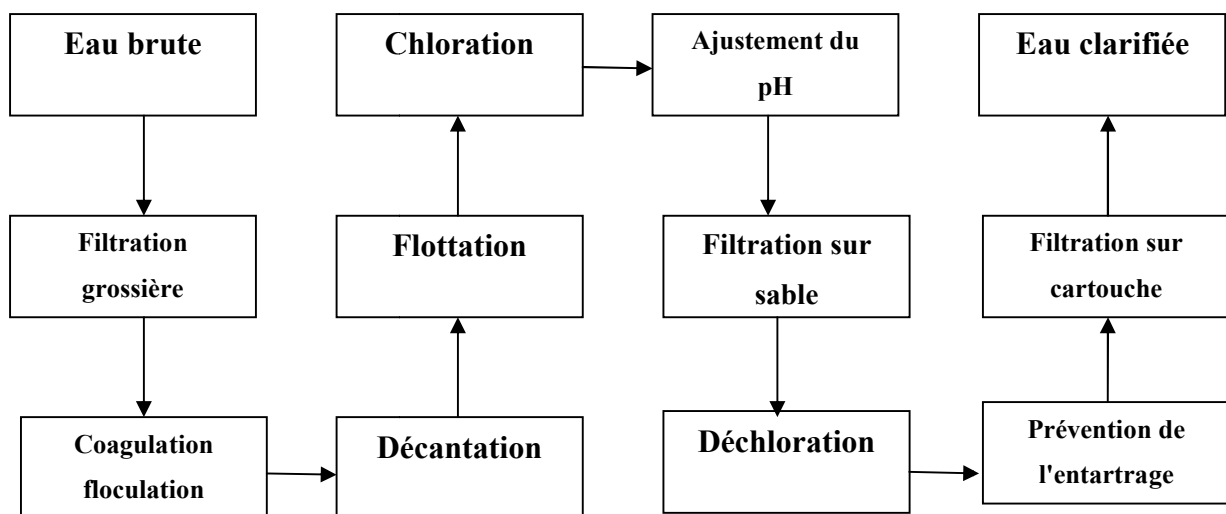 Eau brute
Filtration
grossière
Coagulation
floculation
Décantation
Flottation
Chloration
Ajustement du
pH
Filtration sur
sable
Déchloration
Prévention de
l'entartrage
Filtration sur
cartouche
Eau clarifiée